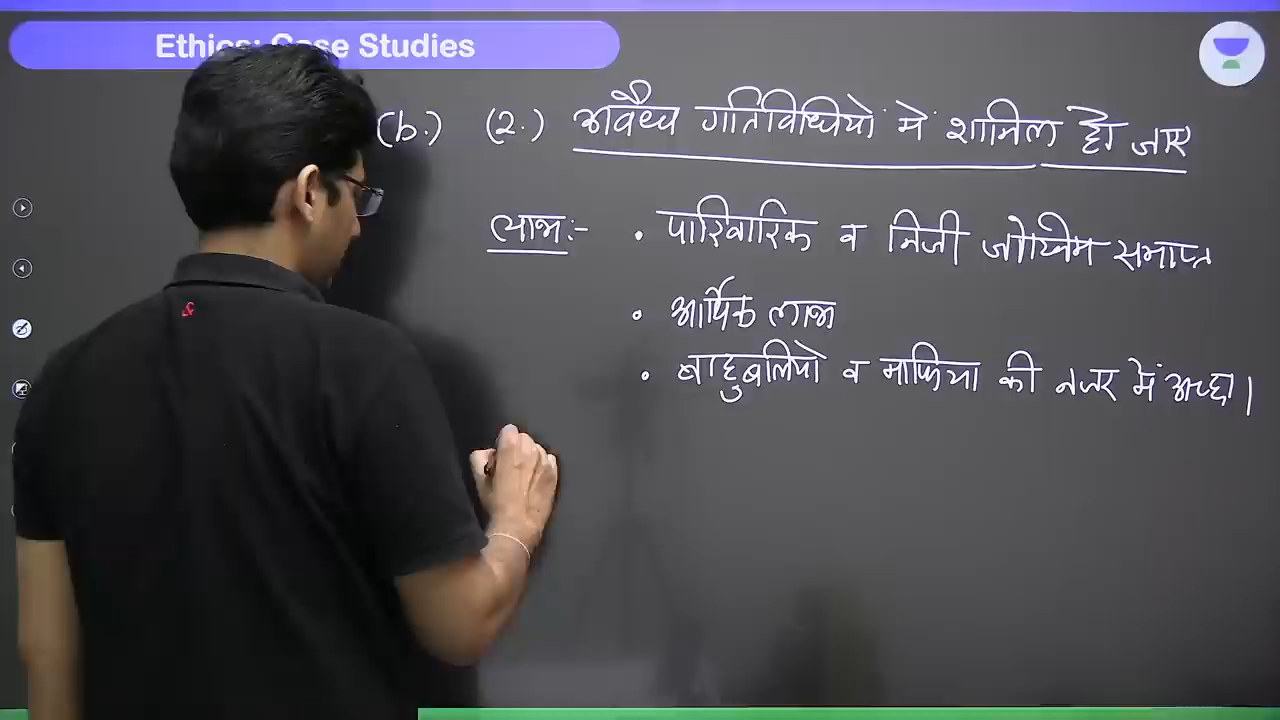 Ethics: Case Studies
(b.) (2.) अवैध्य गतिविधियों में शामिल हो जाए
लाभ:- • पारिवारिक व निजी जोखिम समाप्त
• आर्थिक लाभ
• बाहुबलियो व माफिया की नजर में अच्छा।